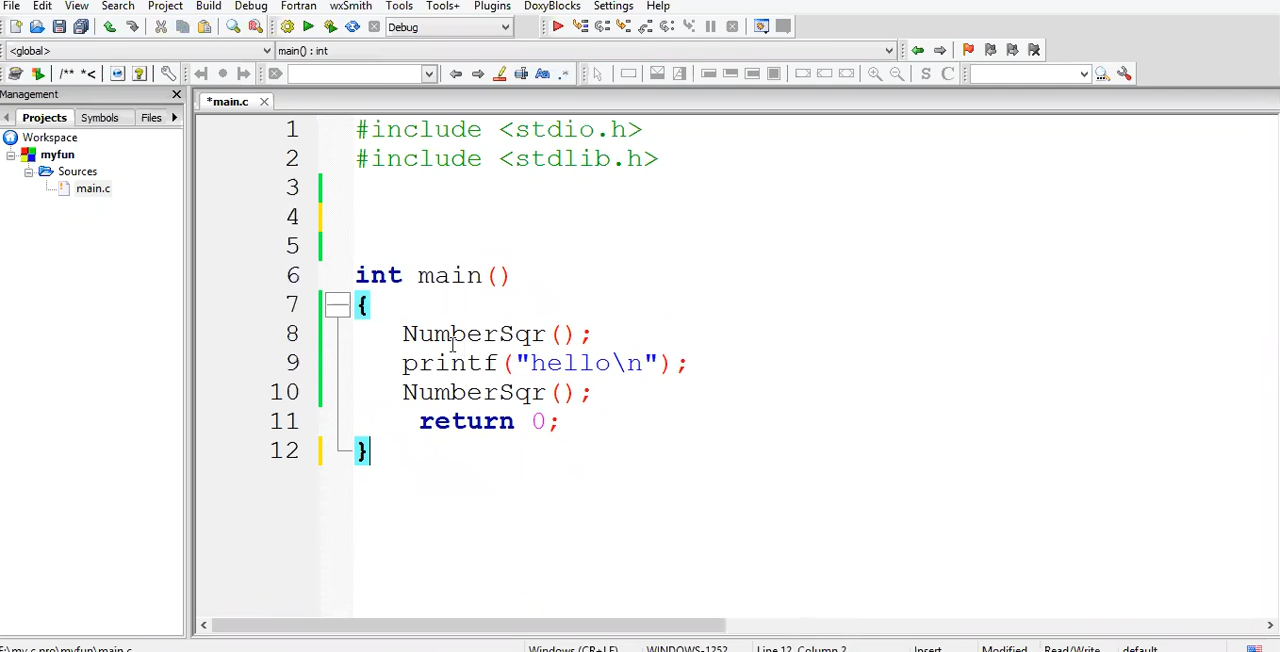 File Edit View Search Project Build Debug Fortran wxSmith Tools Tools+ Plugins DoxyBlocks Settings Help
Debug
<global> main() : int
/** *<
S C
Management
*main.c
Projects Symbols Files
Workspace
myfun
Sources
main.c
1 #include <stdio.h>
2 #include <stdlib.h>
3
4
5
6 int main()
7 {
8 NumberSqr();
9 printf("hello\n");
10 NumberSqr();
11 return 0;
12 }
Windows (CR+LF) WINDOWS-1252 Line 12, Column 2 Insert Modified Read/Write default